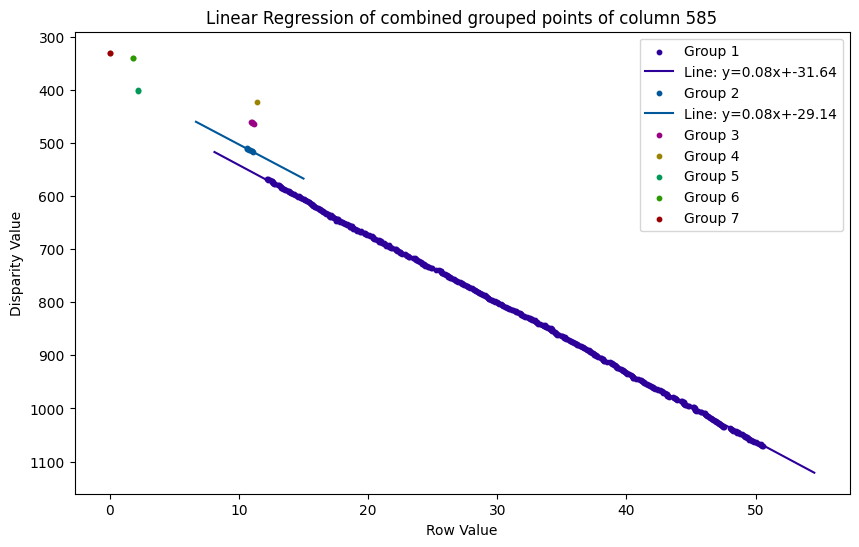 Linear Regression of combined grouped points of column 585
Disparity Value
300
400
500
600
700
800
900
1000
1100
Group 1
Line: y=0.08x+-31.64
Group 2
Line: y=0.08x+-29.14
Group 3
Group 4
Group 5
Group 6
Group 7
0
10
20
30
40
50
Row Value